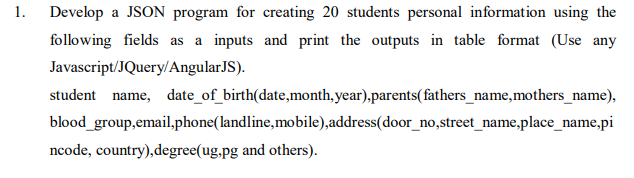 1. Develop a JSON program for creating 20 students personal information using the
following fields as a inputs and print the outputs in table format (Use any
Javascript/JQuery/AngularJS).
student name, date_of_birth(date,month,year),parents(fathers_name,mothers_name),
blood_group,email,phone(landline,mobile),address(door_no,street_name,place_name,pi
ncode, country),degree(ug,pg and others).